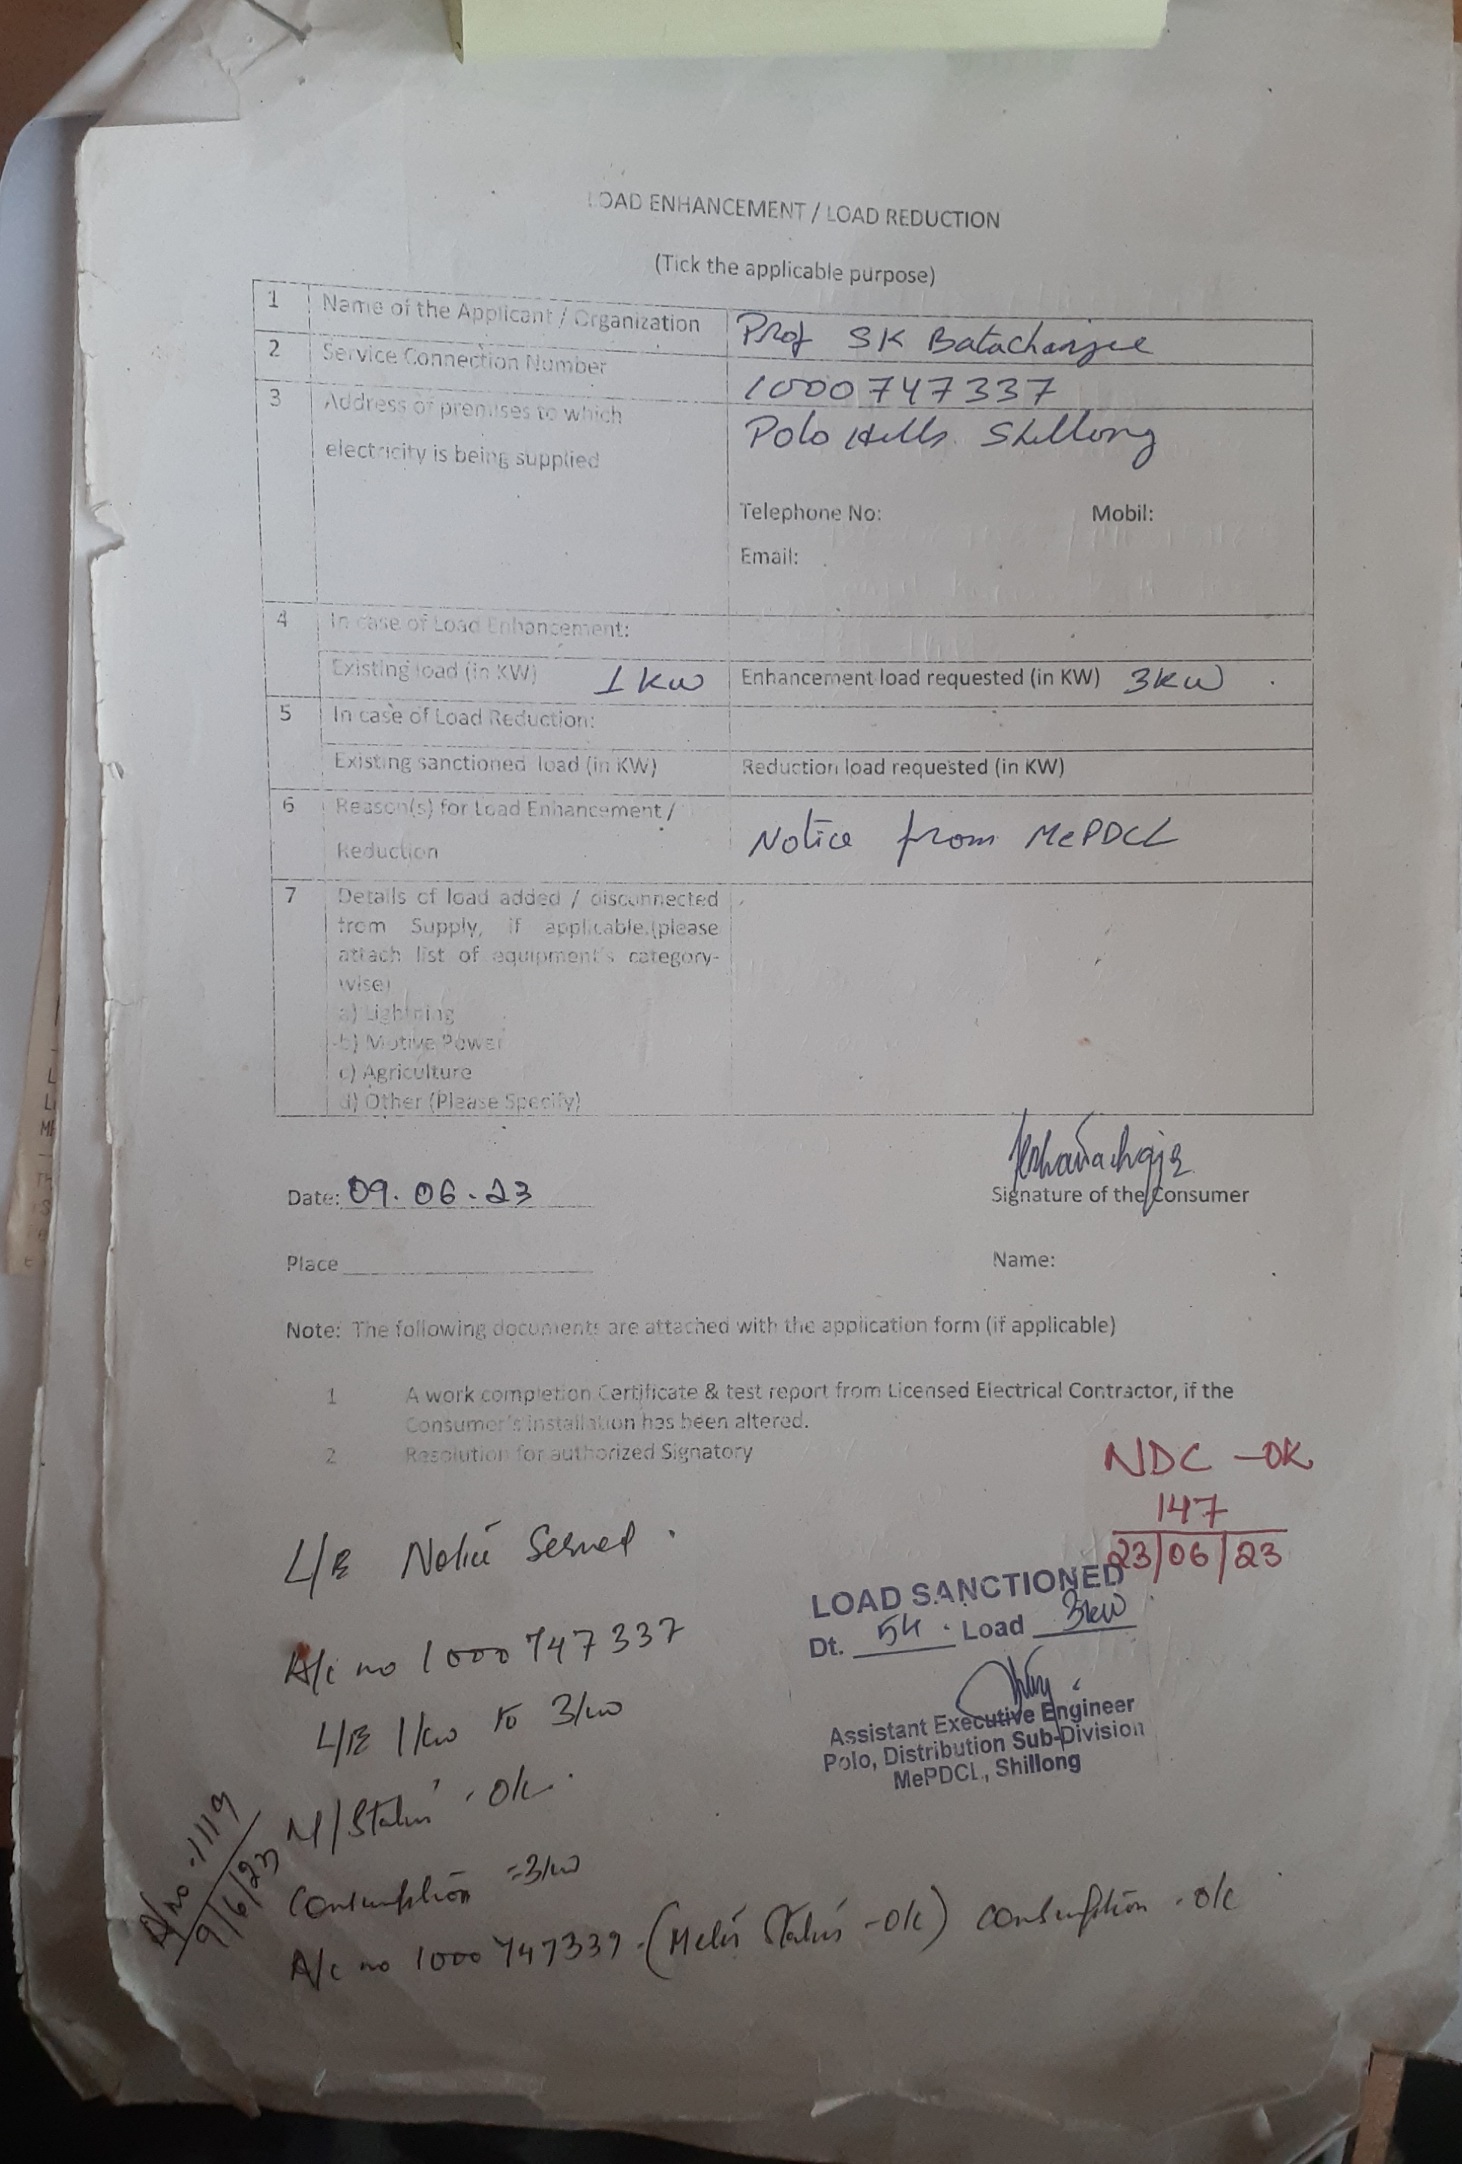 LOAD ENHANCEMENT / LOAD REDUCTION
(Tick the applicable purpose)
1 Name of the Applicant / Organization Prof SK Batacharjee
2 Service Connection Number 1000747337
3 Address of premises to which electricity is being supplied Polo Hills. Shillong
Telephone No: Mobil:
Email:
4 In case of Load Enhancement:
Existing load (in KW) 1 KW Enhancement load requested (in KW) 3KW
5 In case of Load Reduction:
Existing sanctioned load (in KW) Reduction load requested (in KW)
6 Reason(s) for Load Enhancement / Notice from MePDCL
Reduction
7 Details of load added / disconnected
from Supply, if applicable.(please
attach list of equipment's category-
wise)
a) Lightning
b) Motive Power
c) Agriculture
d) Other (Please Specify)
Date: 09.06.23
Signature of the Consumer
Place
Name:
Note: The following documents are attached with the application form (if applicable)
1 A work completion Certificate & test report from Licensed Electrical Contractor, if the
Consumer's installation has been altered.
2 Resolution for authorized Signatory
NDC - OK
147
23/06/23
L/E Notice Served.
LOAD SANCTIONED
Dt. 54. Load 3kw
A/c no 1000747337
L/E 1kw to 3kw
Assistant Executive Engineer
Polo, Distribution Sub-Division
MePDCL, Shillong
M/Status. Ok.
Consumption = 3kw
1119
9/6/23
A/c no 1000747339. (Meter Status - Ok) consumption. ok